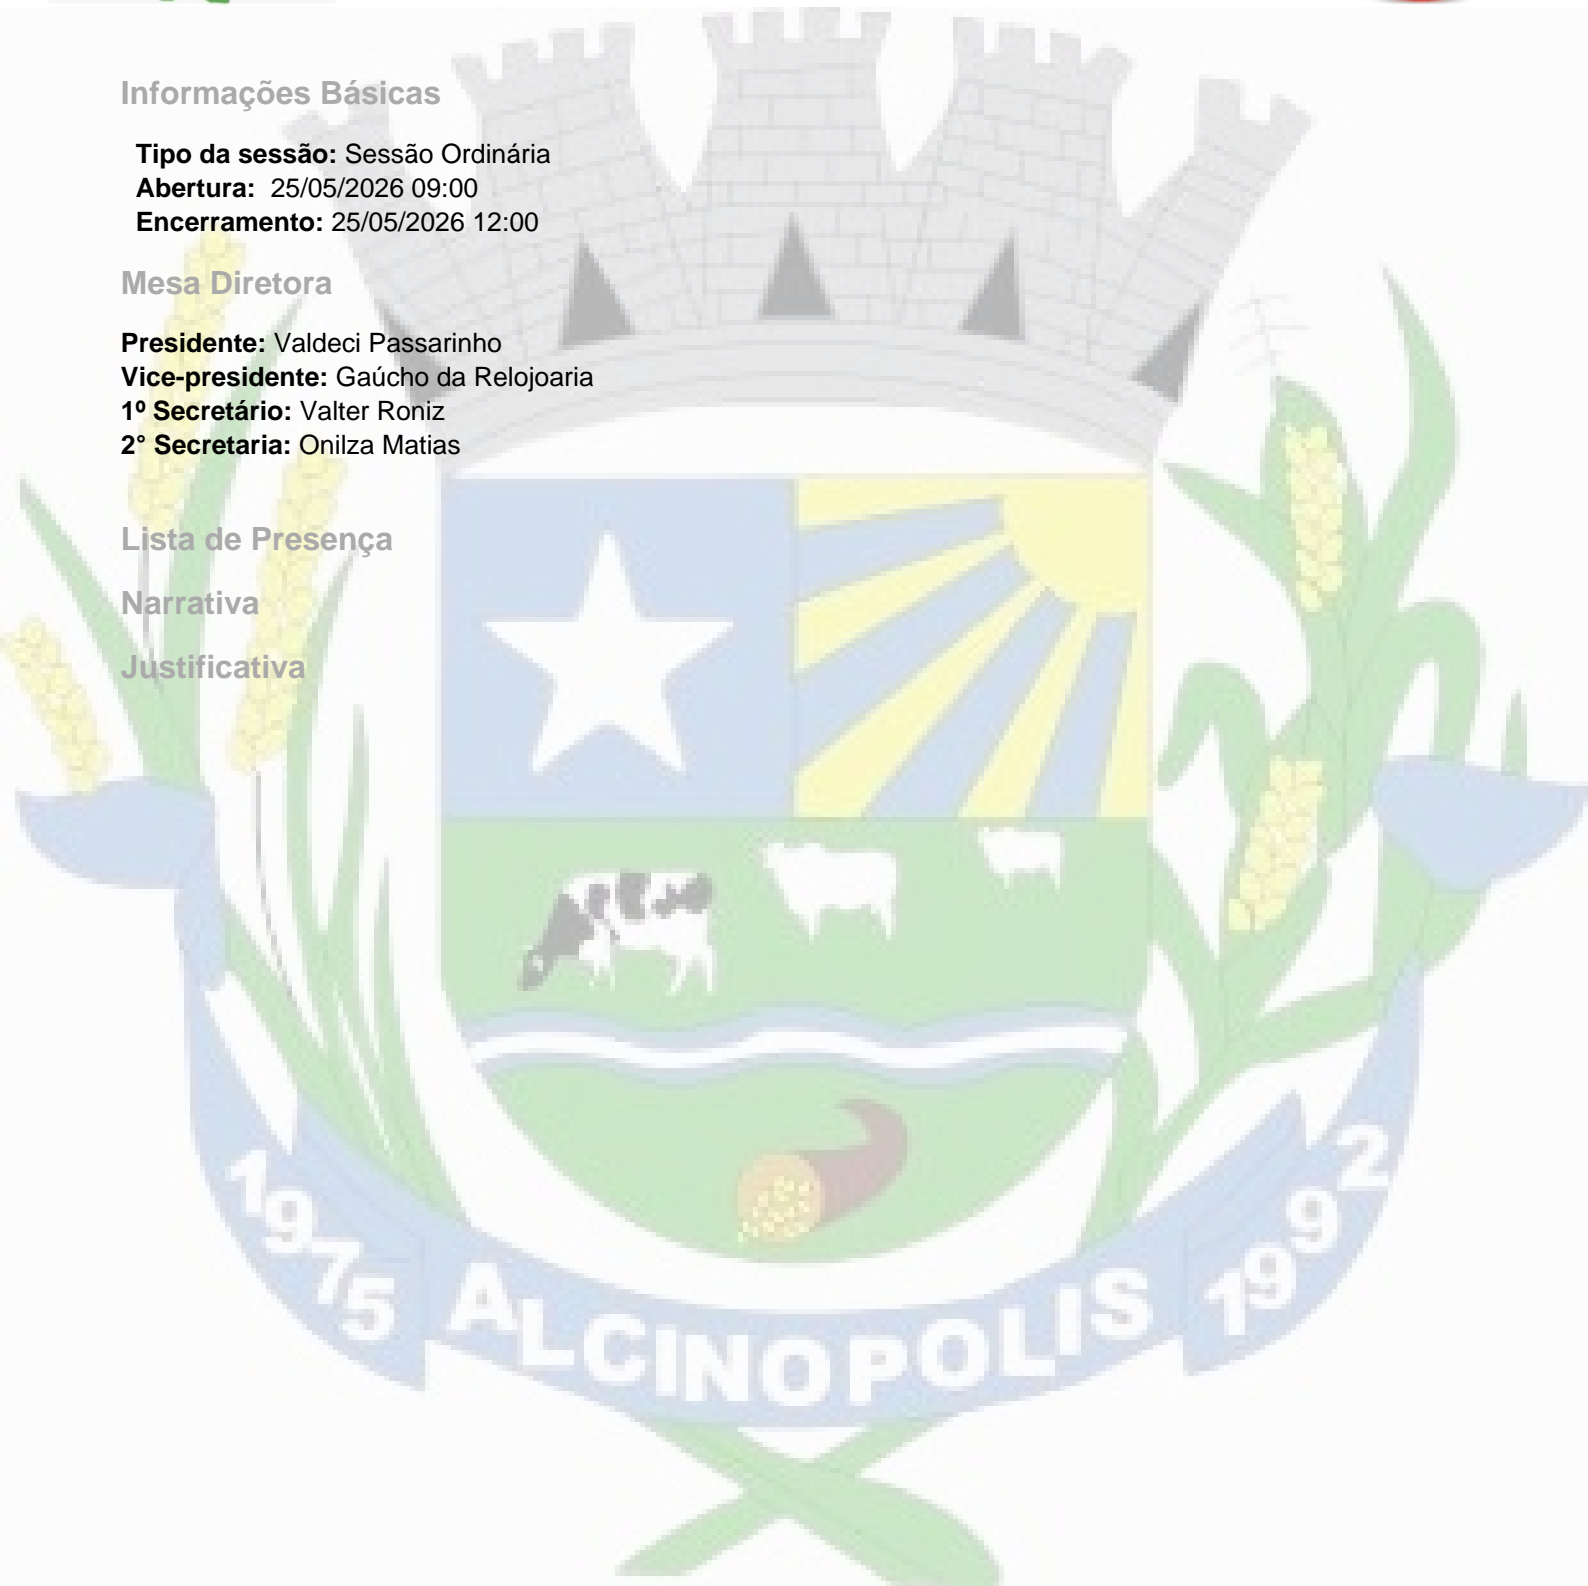 Informações Básicas
Tipo da sessão: Sessão Ordinária
Abertura: 25/05/2026 09:00
Encerramento: 25/05/2026 12:00
Mesa Diretora
Presidente: Valdeci Passarinho
Vice-presidente: Gaúcho da Relojoaria
1º Secretário: Valter Roniz
2° Secretaria: Onilza Matias
Lista de Presença
Narrativa
Justificativa
1975 ALCINOPOLIS 1992